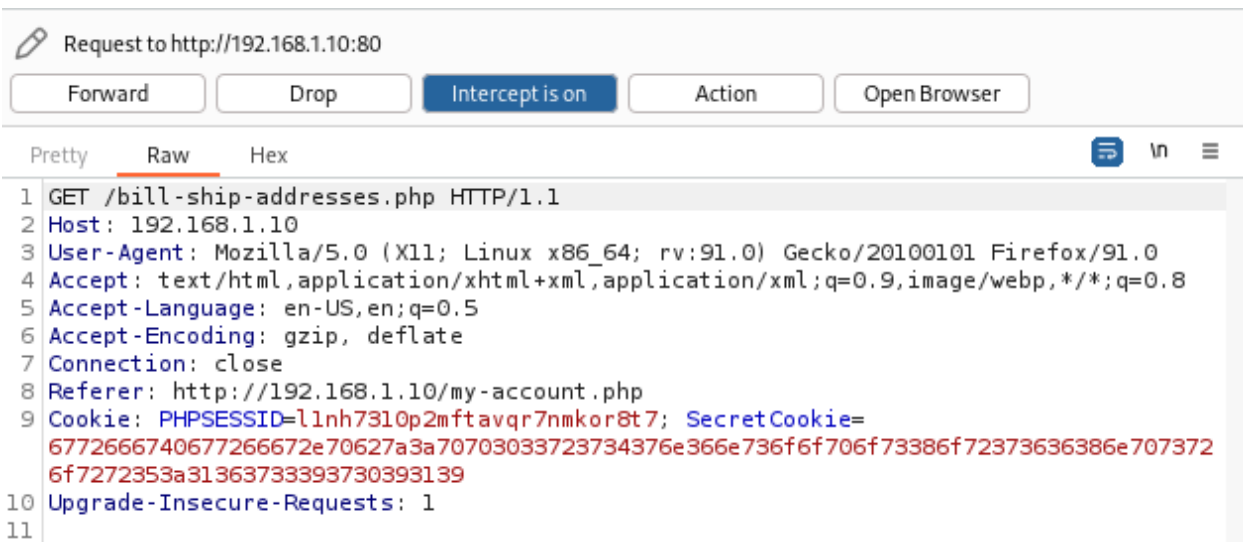 Request to http://192.168.1.10:80
Forward Drop Intercept is on Action Open Browser
Pretty Raw Hex \n
1 GET /bill-ship-addresses.php HTTP/1.1
2 Host: 192.168.1.10
3 User-Agent: Mozilla/5.0 (X11; Linux x86_64; rv:91.0) Gecko/20100101 Firefox/91.0
4 Accept: text/html,application/xhtml+xml,application/xml;q=0.9,image/webp,*/*;q=0.8
5 Accept-Language: en-US,en;q=0.5
6 Accept-Encoding: gzip, deflate
7 Connection: close
8 Referer: http://192.168.1.10/my-account.php
9 Cookie: PHPSESSID=l1nh7310p2mftavqr7nmkor8t7; SecretCookie=
6772666740677266672e70627a3a70703033723734376e366e736f6f706f73386f72373636386e707372
6f7272353a31363733393730393139
10 Upgrade-Insecure-Requests: 1
11